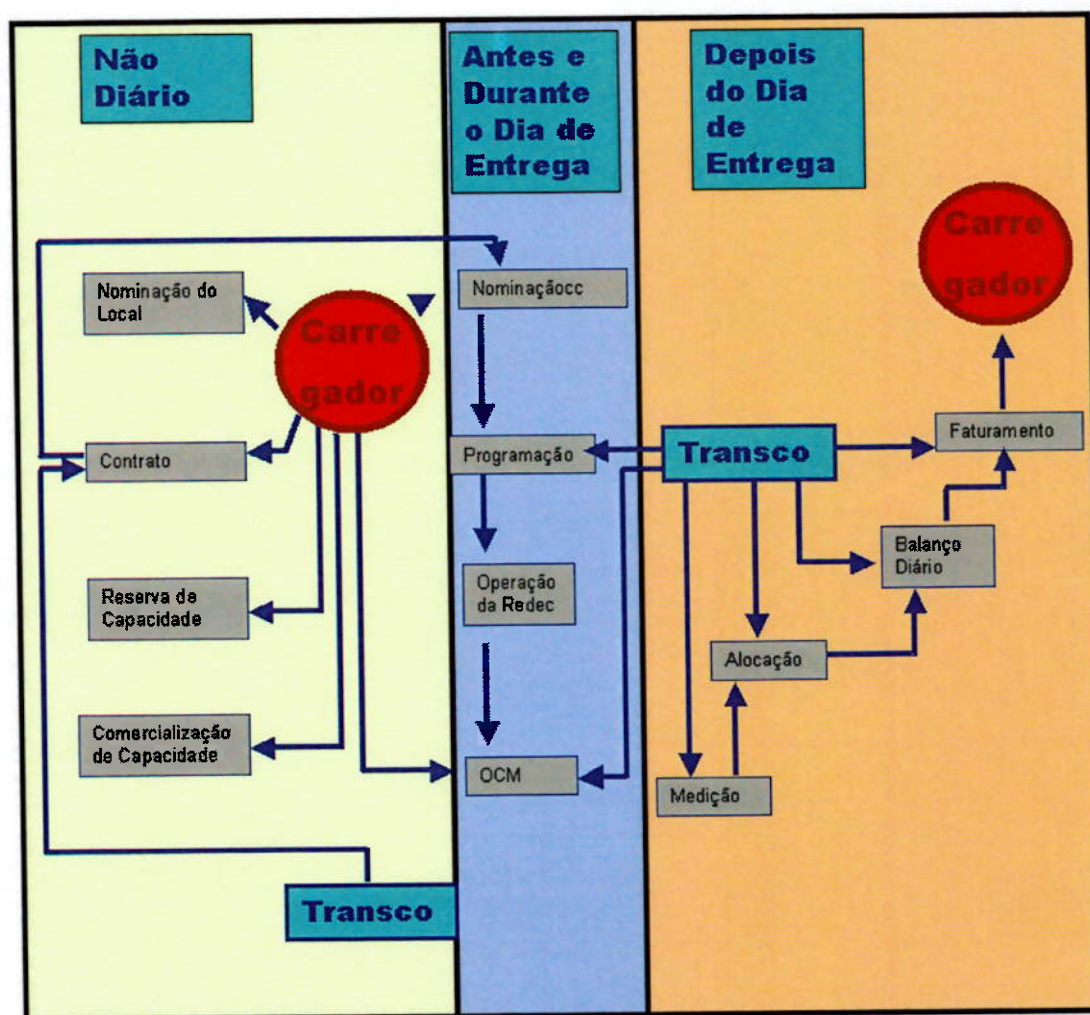 Não
Diário
Antes e
Durante
o Dia de
Entrega
Depois
do Dia
de
Entrega
Carre
gador
Nominação do
Local
Nominaçãocc
Carre
gador
Contrato
Programação
Transco
Faturamento
Balanço
Diário
Reserva de
Capacidade
Operação
da Redec
Alocação
Comercialização
de Capacidade
OCM
Medição
Transco